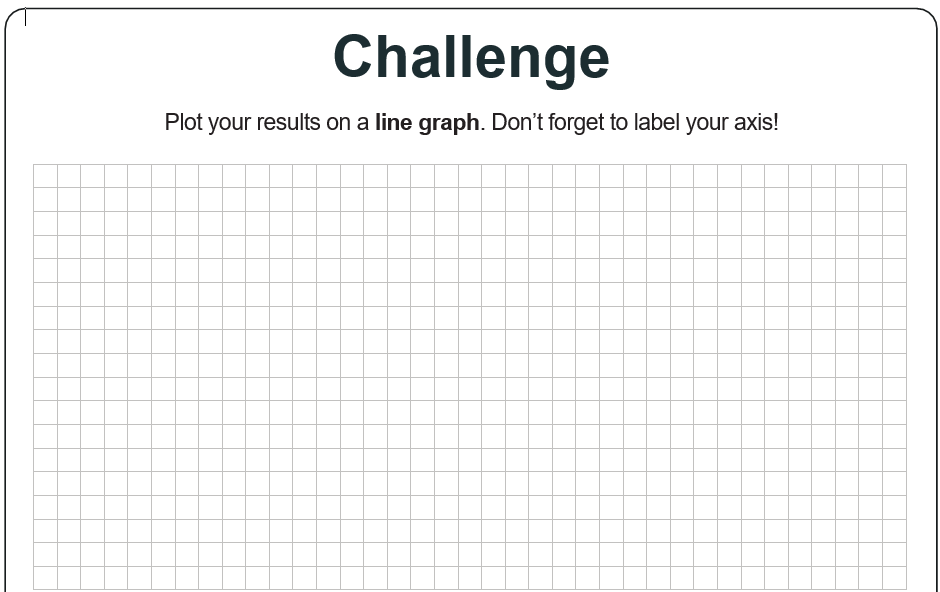 Challenge
Plot your results on a line graph. Don’t forget to label your axis!